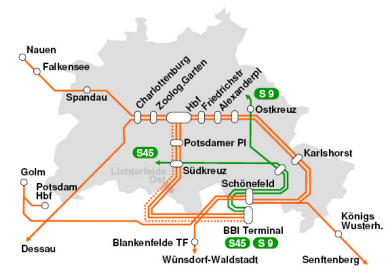 Nauen
Falkensee
Spandau
Charlottenburg
Zoolog.Garten
Hbf
Friedrichstr
Alexanderpl
S 9
Ostkreuz
Potsdamer Pl
S45
Lichterfelde
Ost
Südkreuz
Karlshorst
Golm
Potsdam
Hbf
Schönefeld
BBI Terminal
S45
S 9
Königs
Wusterh.
Dessau
Blankenfelde TF
Wünsdorf-Waldstadt
Senftenberg